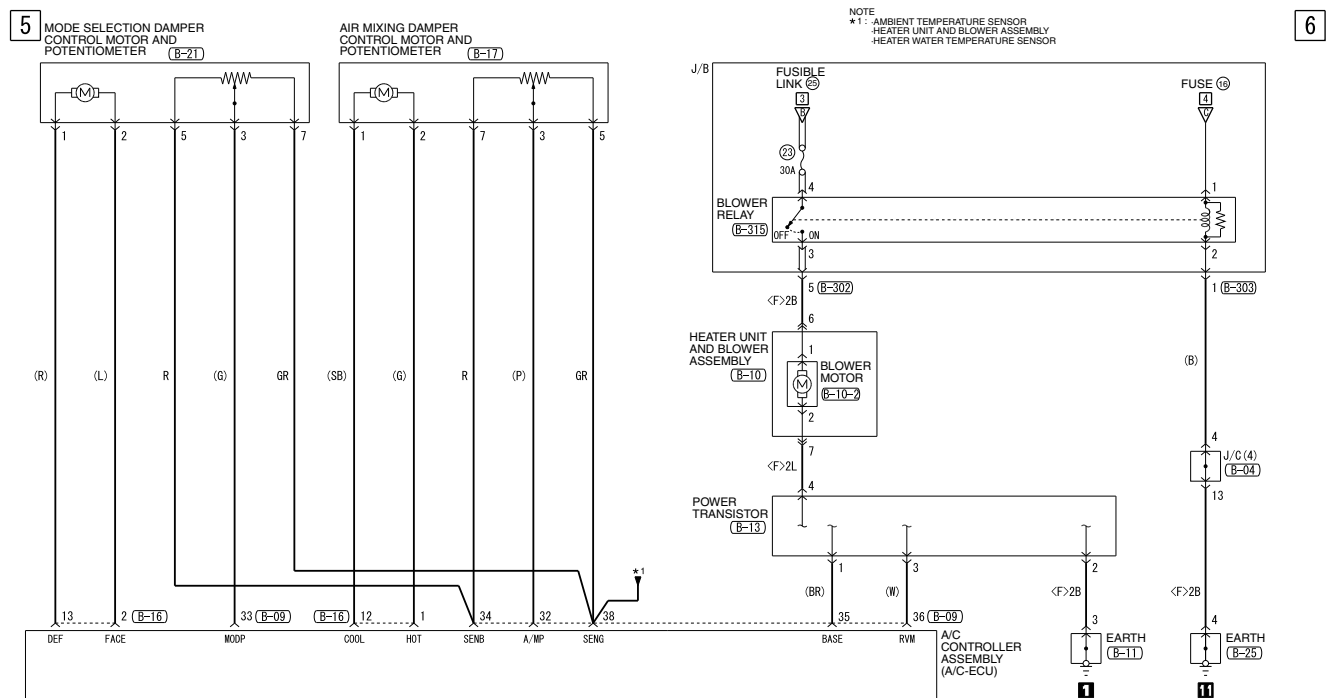 5
6
NOTE
*1 : ·AMBIENT TEMPERATURE SENSOR
·HEATER UNIT AND BLOWER ASSEMBLY
·HEATER WATER TEMPERATURE SENSOR
MODE SELECTION DAMPER
CONTROL MOTOR AND
POTENTIOMETER B-21
AIR MIXING DAMPER
CONTROL MOTOR AND
POTENTIOMETER B-17
M
M
1 2 5 3 7
1 2 7 3 5
J/B
FUSIBLE
LINK 25
3
B
FUSE 16
4
C
23
30A
4
1
BLOWER
RELAY
B-315
OFF ON
3
2
5 B-302
1 B-303
<F>2B
6
HEATER UNIT
AND BLOWER
ASSEMBLY
B-10
1
BLOWER
MOTOR
B-10-2
M
2
7
<F>2L
4
(R) (L) R (G) GR (SB) (G) R (P) GR
(B)
4
J/C(4)
B-04
13
POWER
TRANSISTOR
B-13
1 3 2
*1
(BR) (W) <F>2B <F>2B
13 2 B-16 33 B-09 B-16 12 1 34 32 38 35 36 B-09
DEF FACE MODP COOL HOT SENB A/MP SENG BASE RVM
A/C
CONTROLLER
ASSEMBLY
(A/C-ECU)
3
EARTH
B-11
1
4
EARTH
B-25
11